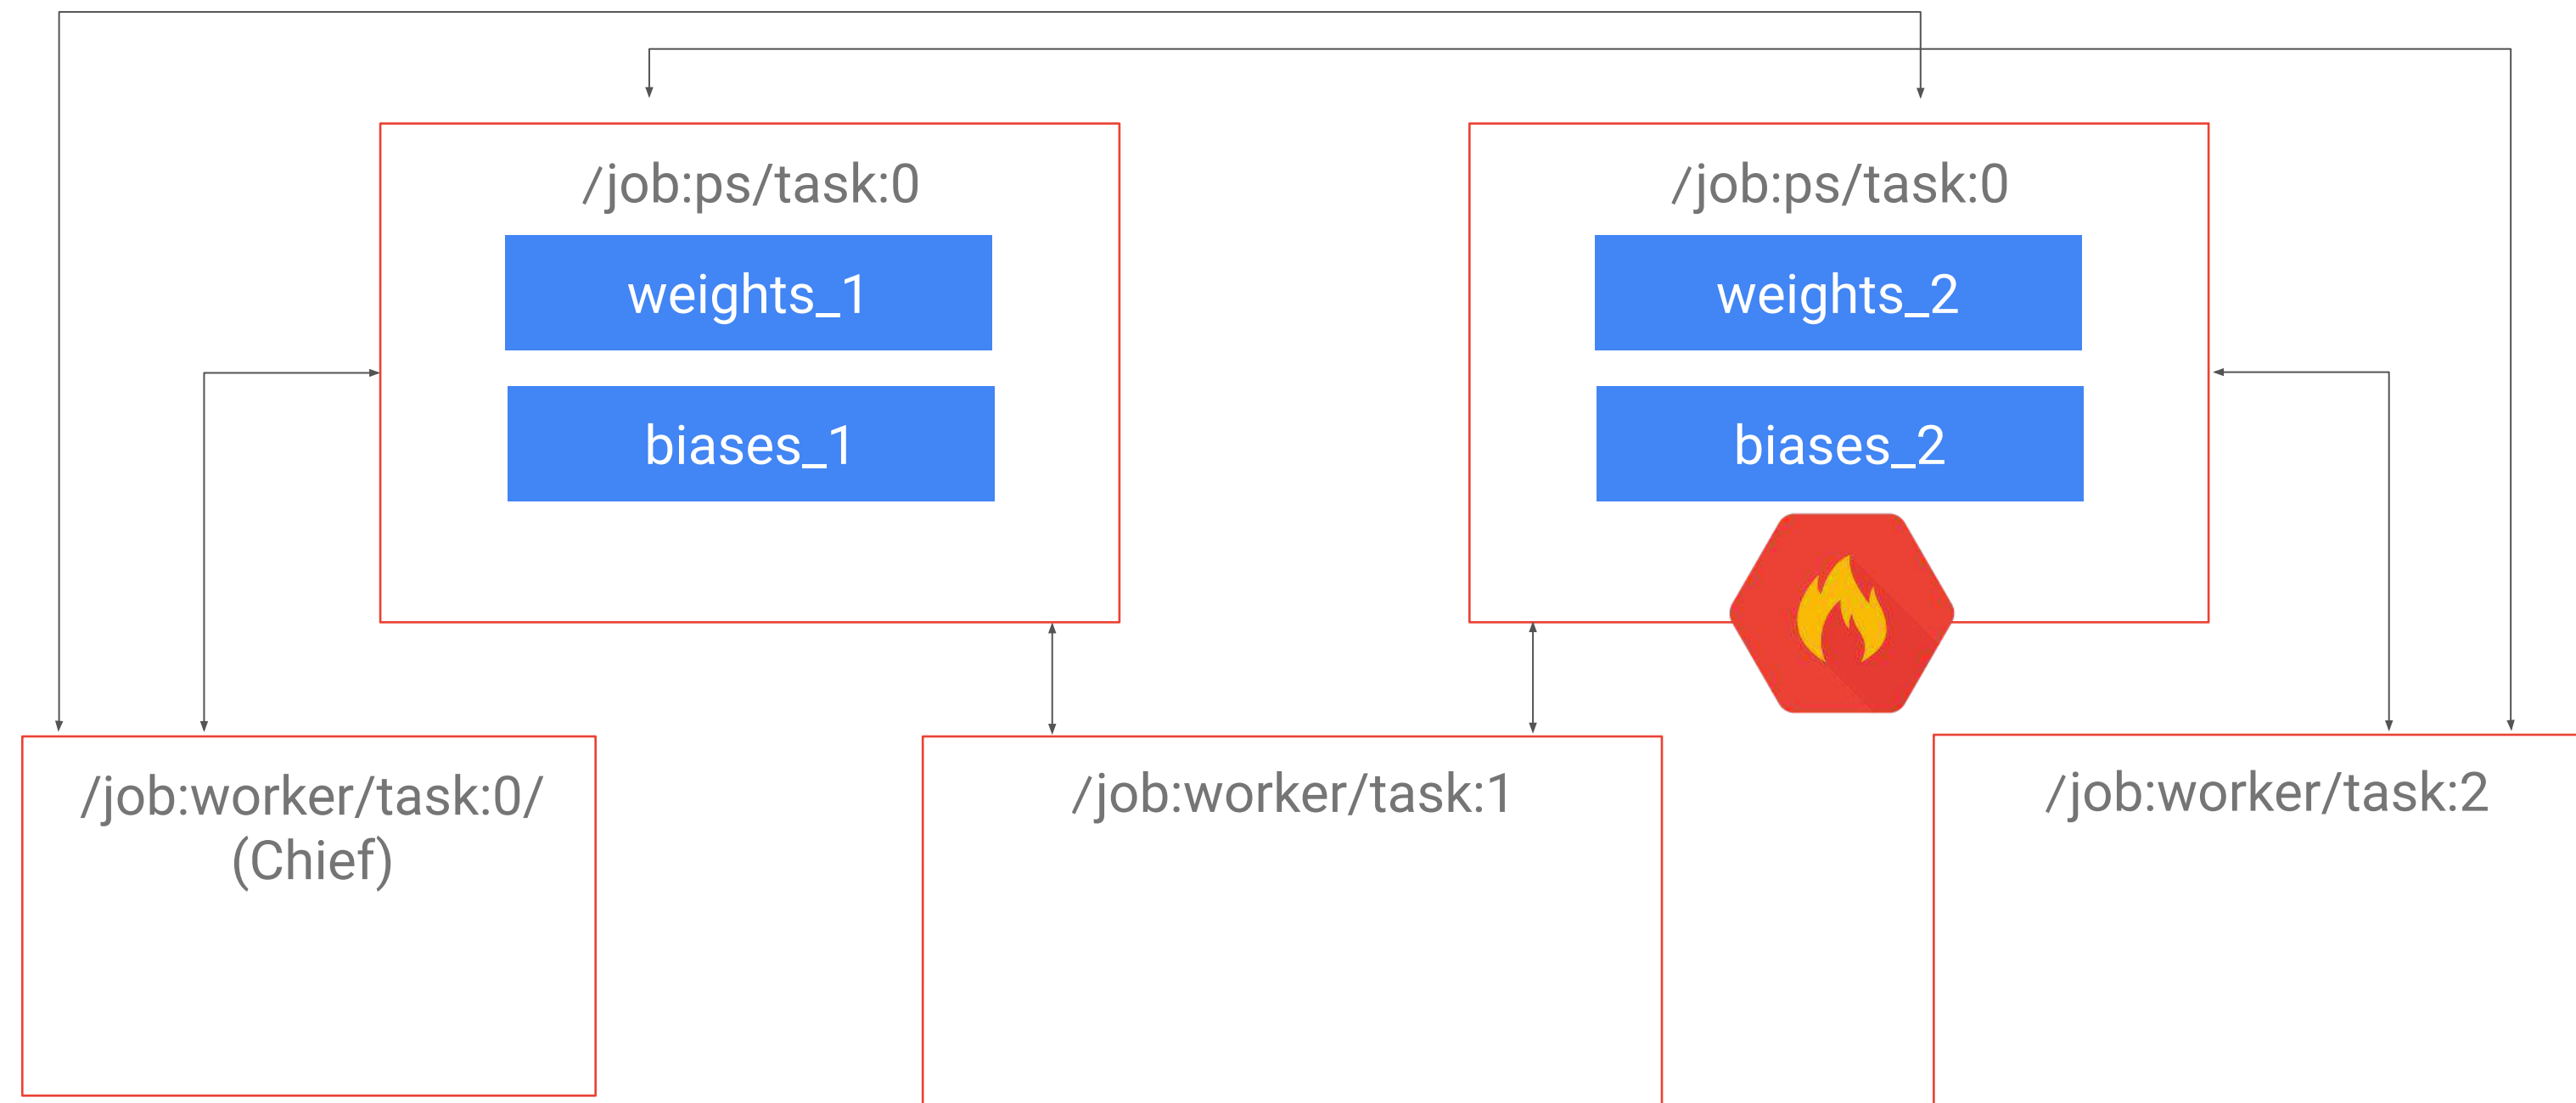 /job:ps/task:0
weights_1
biases_1
/job:ps/task:0
weights_2
biases_2
/job:worker/task:0/
(Chief)
/job:worker/task:1
/job:worker/task:2